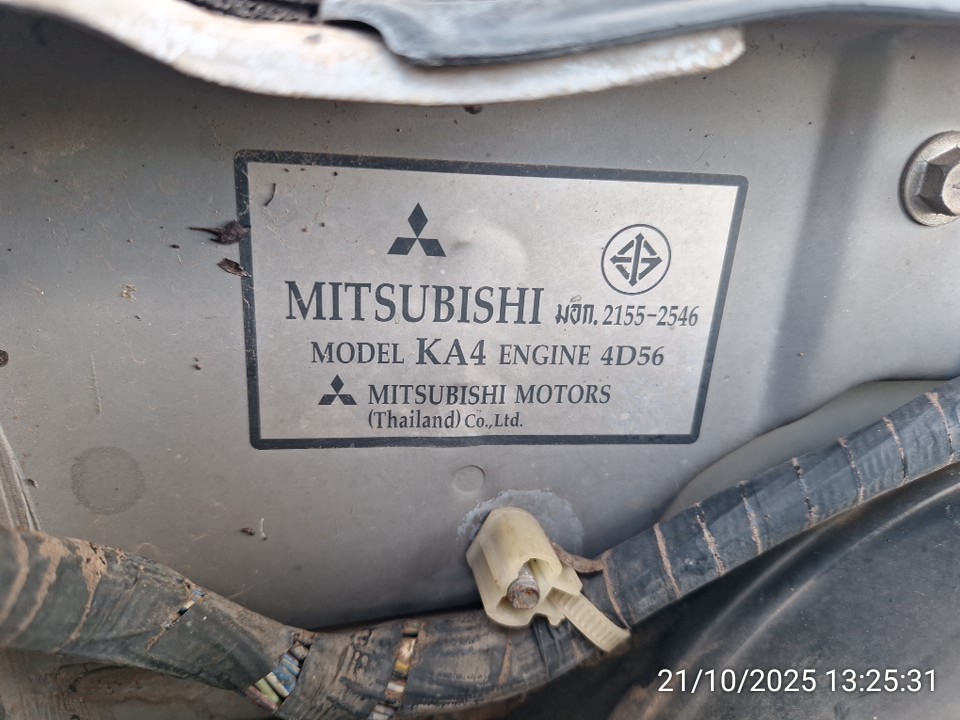 MITSUBISHI มอก. 2155-2546
MODEL KA4 ENGINE 4D56
MITSUBISHI MOTORS
(Thailand) Co.,Ltd.
21/10/2025 13:25:31